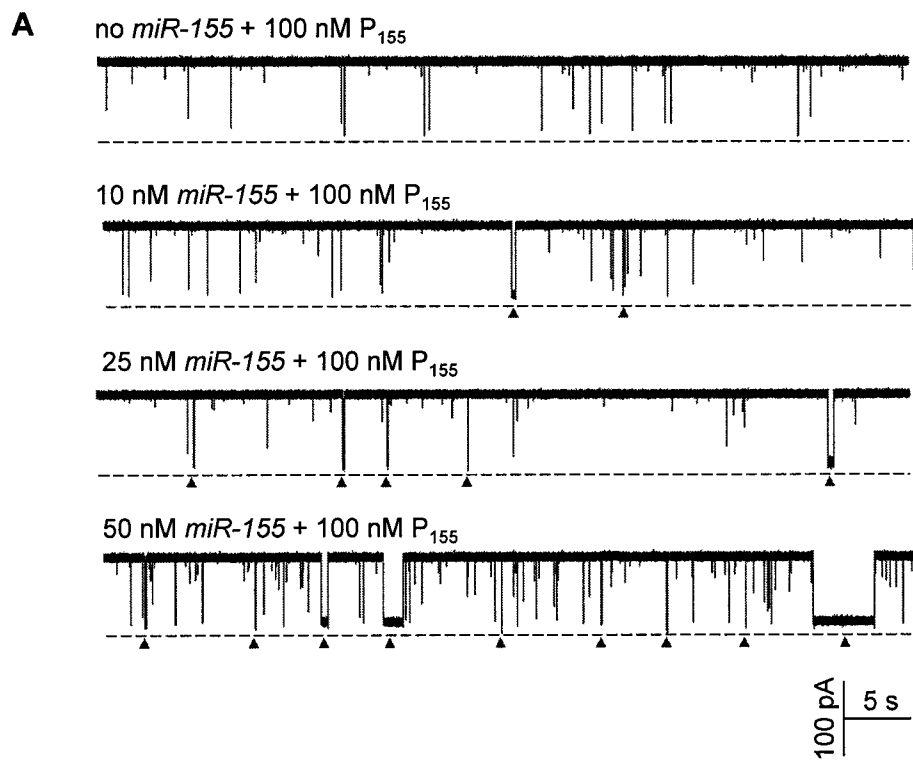 A
no miR-155 + 100 nM P155
10 nM miR-155 + 100 nM P155
25 nM miR-155 + 100 nM P155
50 nM miR-155 + 100 nM P155
100 pA
5 s